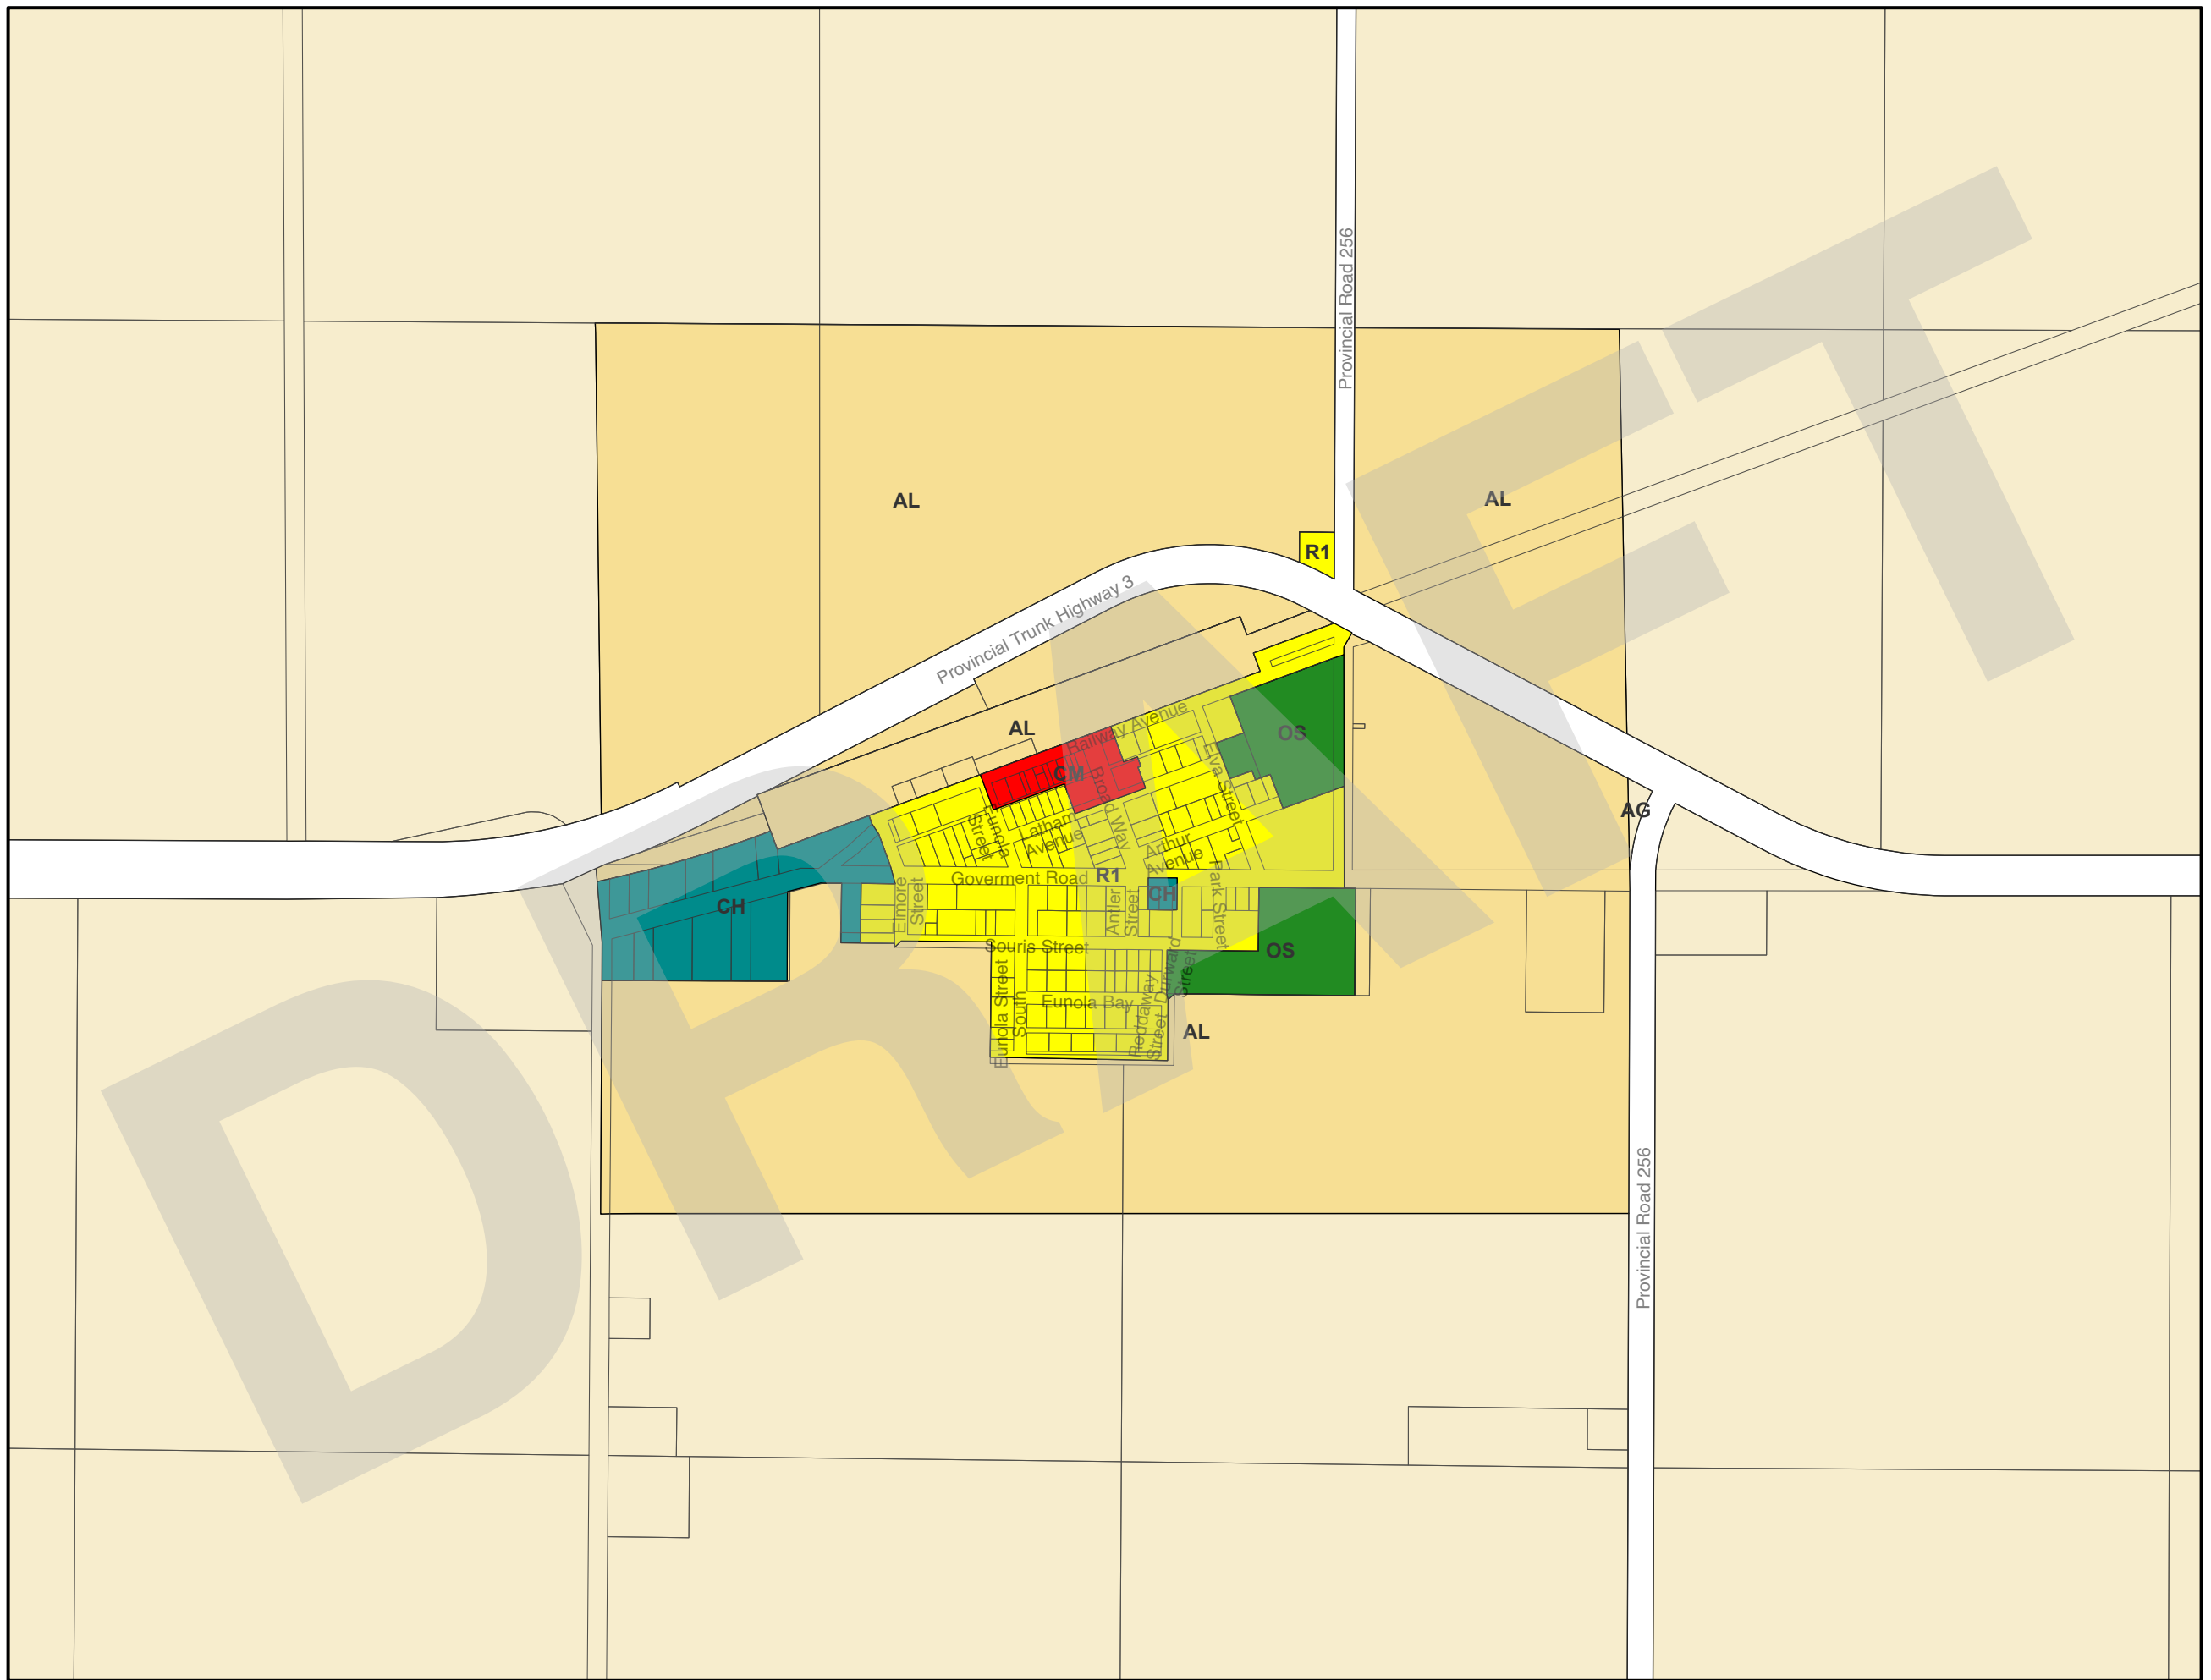 Provincial Road 256
AL
AL
R1
Provincial Trunk Highway 3
AL
Railway Avenue
OS
CM
Broad Way
Elva Street
AG
Eunola
Street
Latham
Avenue
Arthur
Avenue
Goverment Road
R1
Park Street
CH
CH
Elmore
Street
Antler
Street
Souris Street
OS
Durward
Street
Eunola Street
South
Eunola Bay
Reddaway
Street
AL
Provincial Road 256
DRAFT